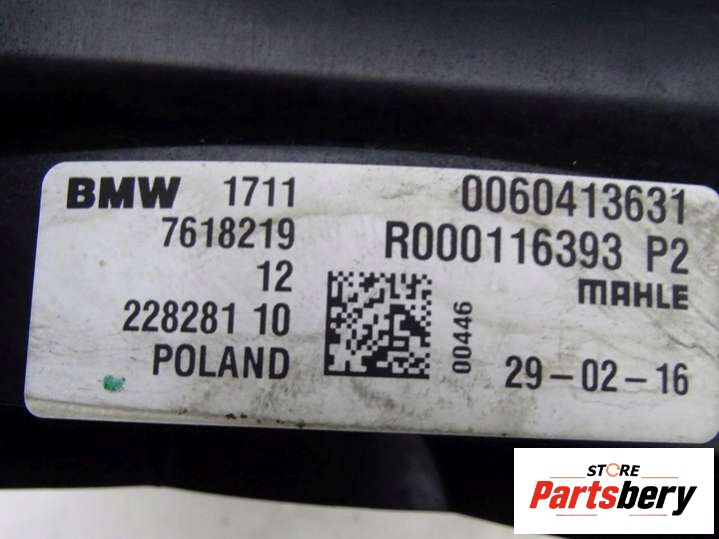 BMW 1711 0060413631
7618219 R000116393 P2
12 MAHLE
228281 10 00446
POLAND 29-02-16
STORE
Partsbery